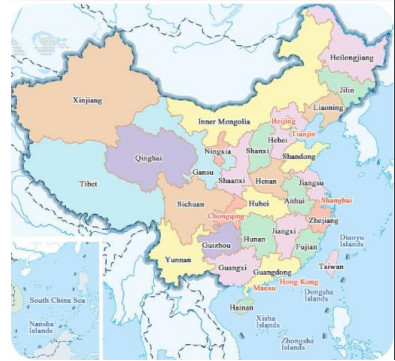 Heilongjiang
Jilin
Xinjiang
Liaoning
Inner Mongolia
Beijing
Tianjin
Hebei
Ningxia
Shanxi
Shandong
Qinghai
Gansu
Shaanxi
Henan
Jiangsu
Tibet
Sichuan
Hubei
Anhui
Shanghai
Chongqing
Zhejiang
Guizhou
Hunan
Jiangxi
Fujian
Diaoyu
Islands
Yunnan
Guangxi
Guangdong
Taiwan
Hong Kong
Macau
Dongsha
Islands
Hainan
Xisha
Islands
Zhongsha
Islands
South China Sea
Nansha
Islands